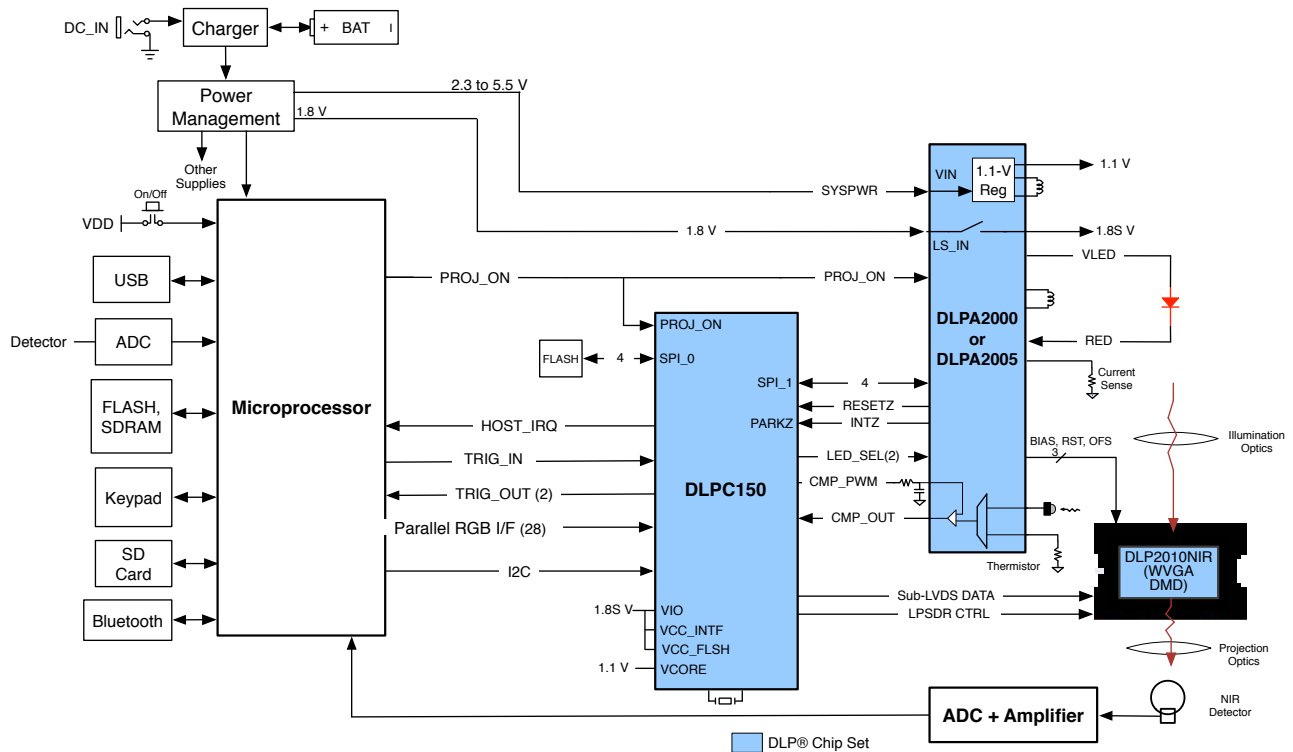 DC_IN
Charger
+ BAT I
Power
Management
2.3 to 5.5 V
1.8 V
Other
Supplies
On/Off
VDD
USB
Detector
ADC
FLASH,
SDRAM
Keypad
SD
Card
Bluetooth
Microprocessor
PROJ_ON
HOST_IRQ
TRIG_IN
TRIG_OUT (2)
Parallel RGB I/F (28)
I2C
SYSPWR
1.8 V
PROJ_ON
FLASH
4
PROJ_ON
SPI_0
SPI_1
PARKZ
DLPC150
1.8S V
VIO
VCC_INTF
VCC_FLSH
1.1 V
VCORE
4
RESETZ
INTZ
LED_SEL(2)
CMP_PWM
CMP_OUT
Sub-LVDS DATA
LPSDR CTRL
VIN
1.1-V
Reg
LS_IN
DLPA2000
or
DLPA2005
1.1 V
1.8S V
VLED
RED
Current
Sense
BIAS, RST, OFS
3
Thermistor
Illumination
Optics
DLP2010NIR
(WVGA
DMD)
Projection
Optics
NIR
Detector
ADC + Amplifier
DLP® Chip Set